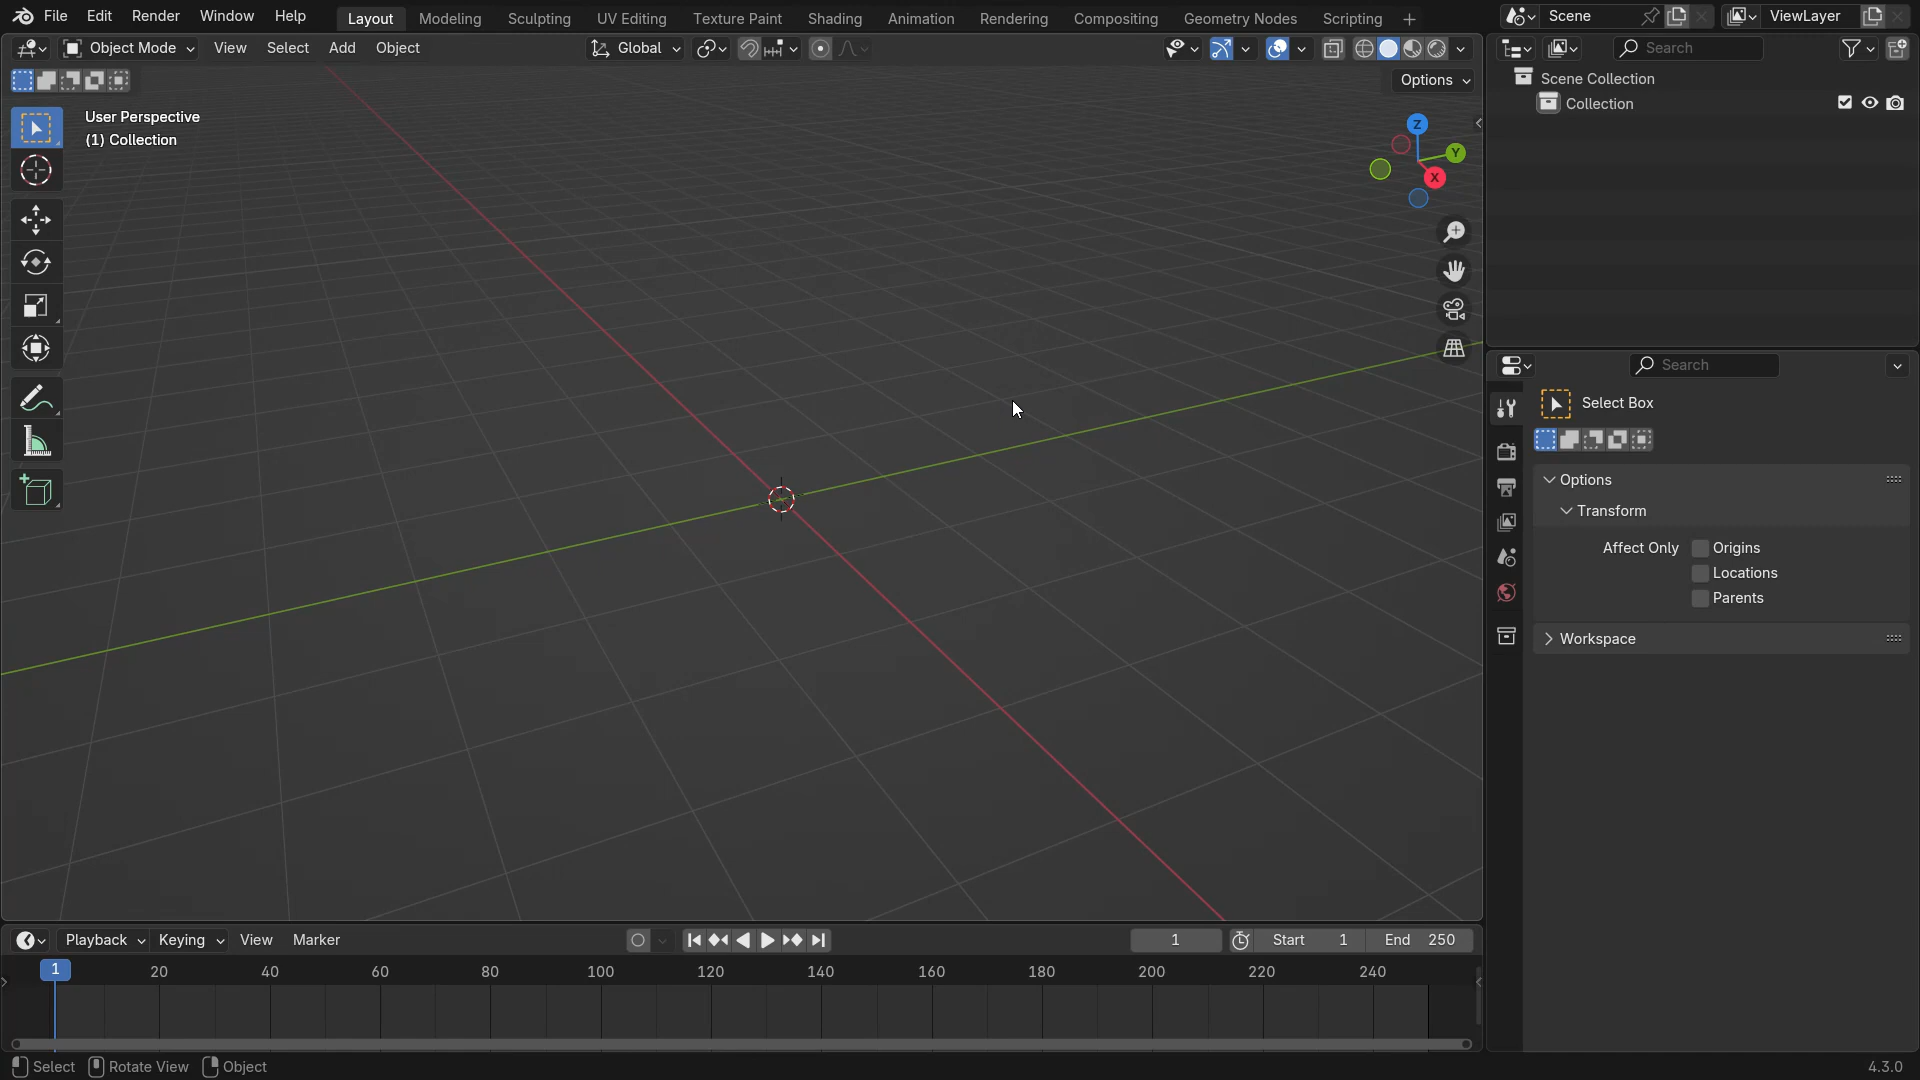 File Edit Render Window Help Layout Modeling Sculpting UV Editing Texture Paint Shading Animation Rendering Compositing Geometry Nodes Scripting + Scene ViewLayer
Object Mode View Select Add Object Global Search
Options
Scene Collection
Collection
User Perspective
(1) Collection
Z
Y
X
Search
Select Box
Options
Transform
Affect Only Origins
Locations
Parents
Workspace
Playback Keying View Marker 1 Start 1 End 250
1 20 40 60 80 100 120 140 160 180 200 220 240
Select Rotate View Object 4.3.0